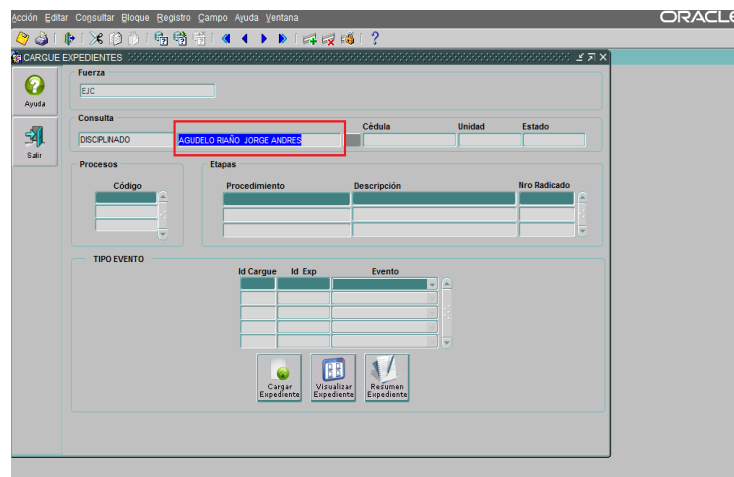 Acción Editar Consultar Bloque Registro Campo Ayuda Ventana
ORACLE
CARGUE EXPEDIENTES
Ayuda
Salir
Fuerza
EJC
Consulta
Cédula Unidad Estado
DISCIPLINADO AGUDELO RIAÑO JORGE ANDRES
Procesos Etapas
Código Procedimiento Descripción Nro Radicado
TIPO EVENTO
Id Cargue Id Exp Evento
Cargar Expediente
Visualizar Expediente
Resumen Expediente